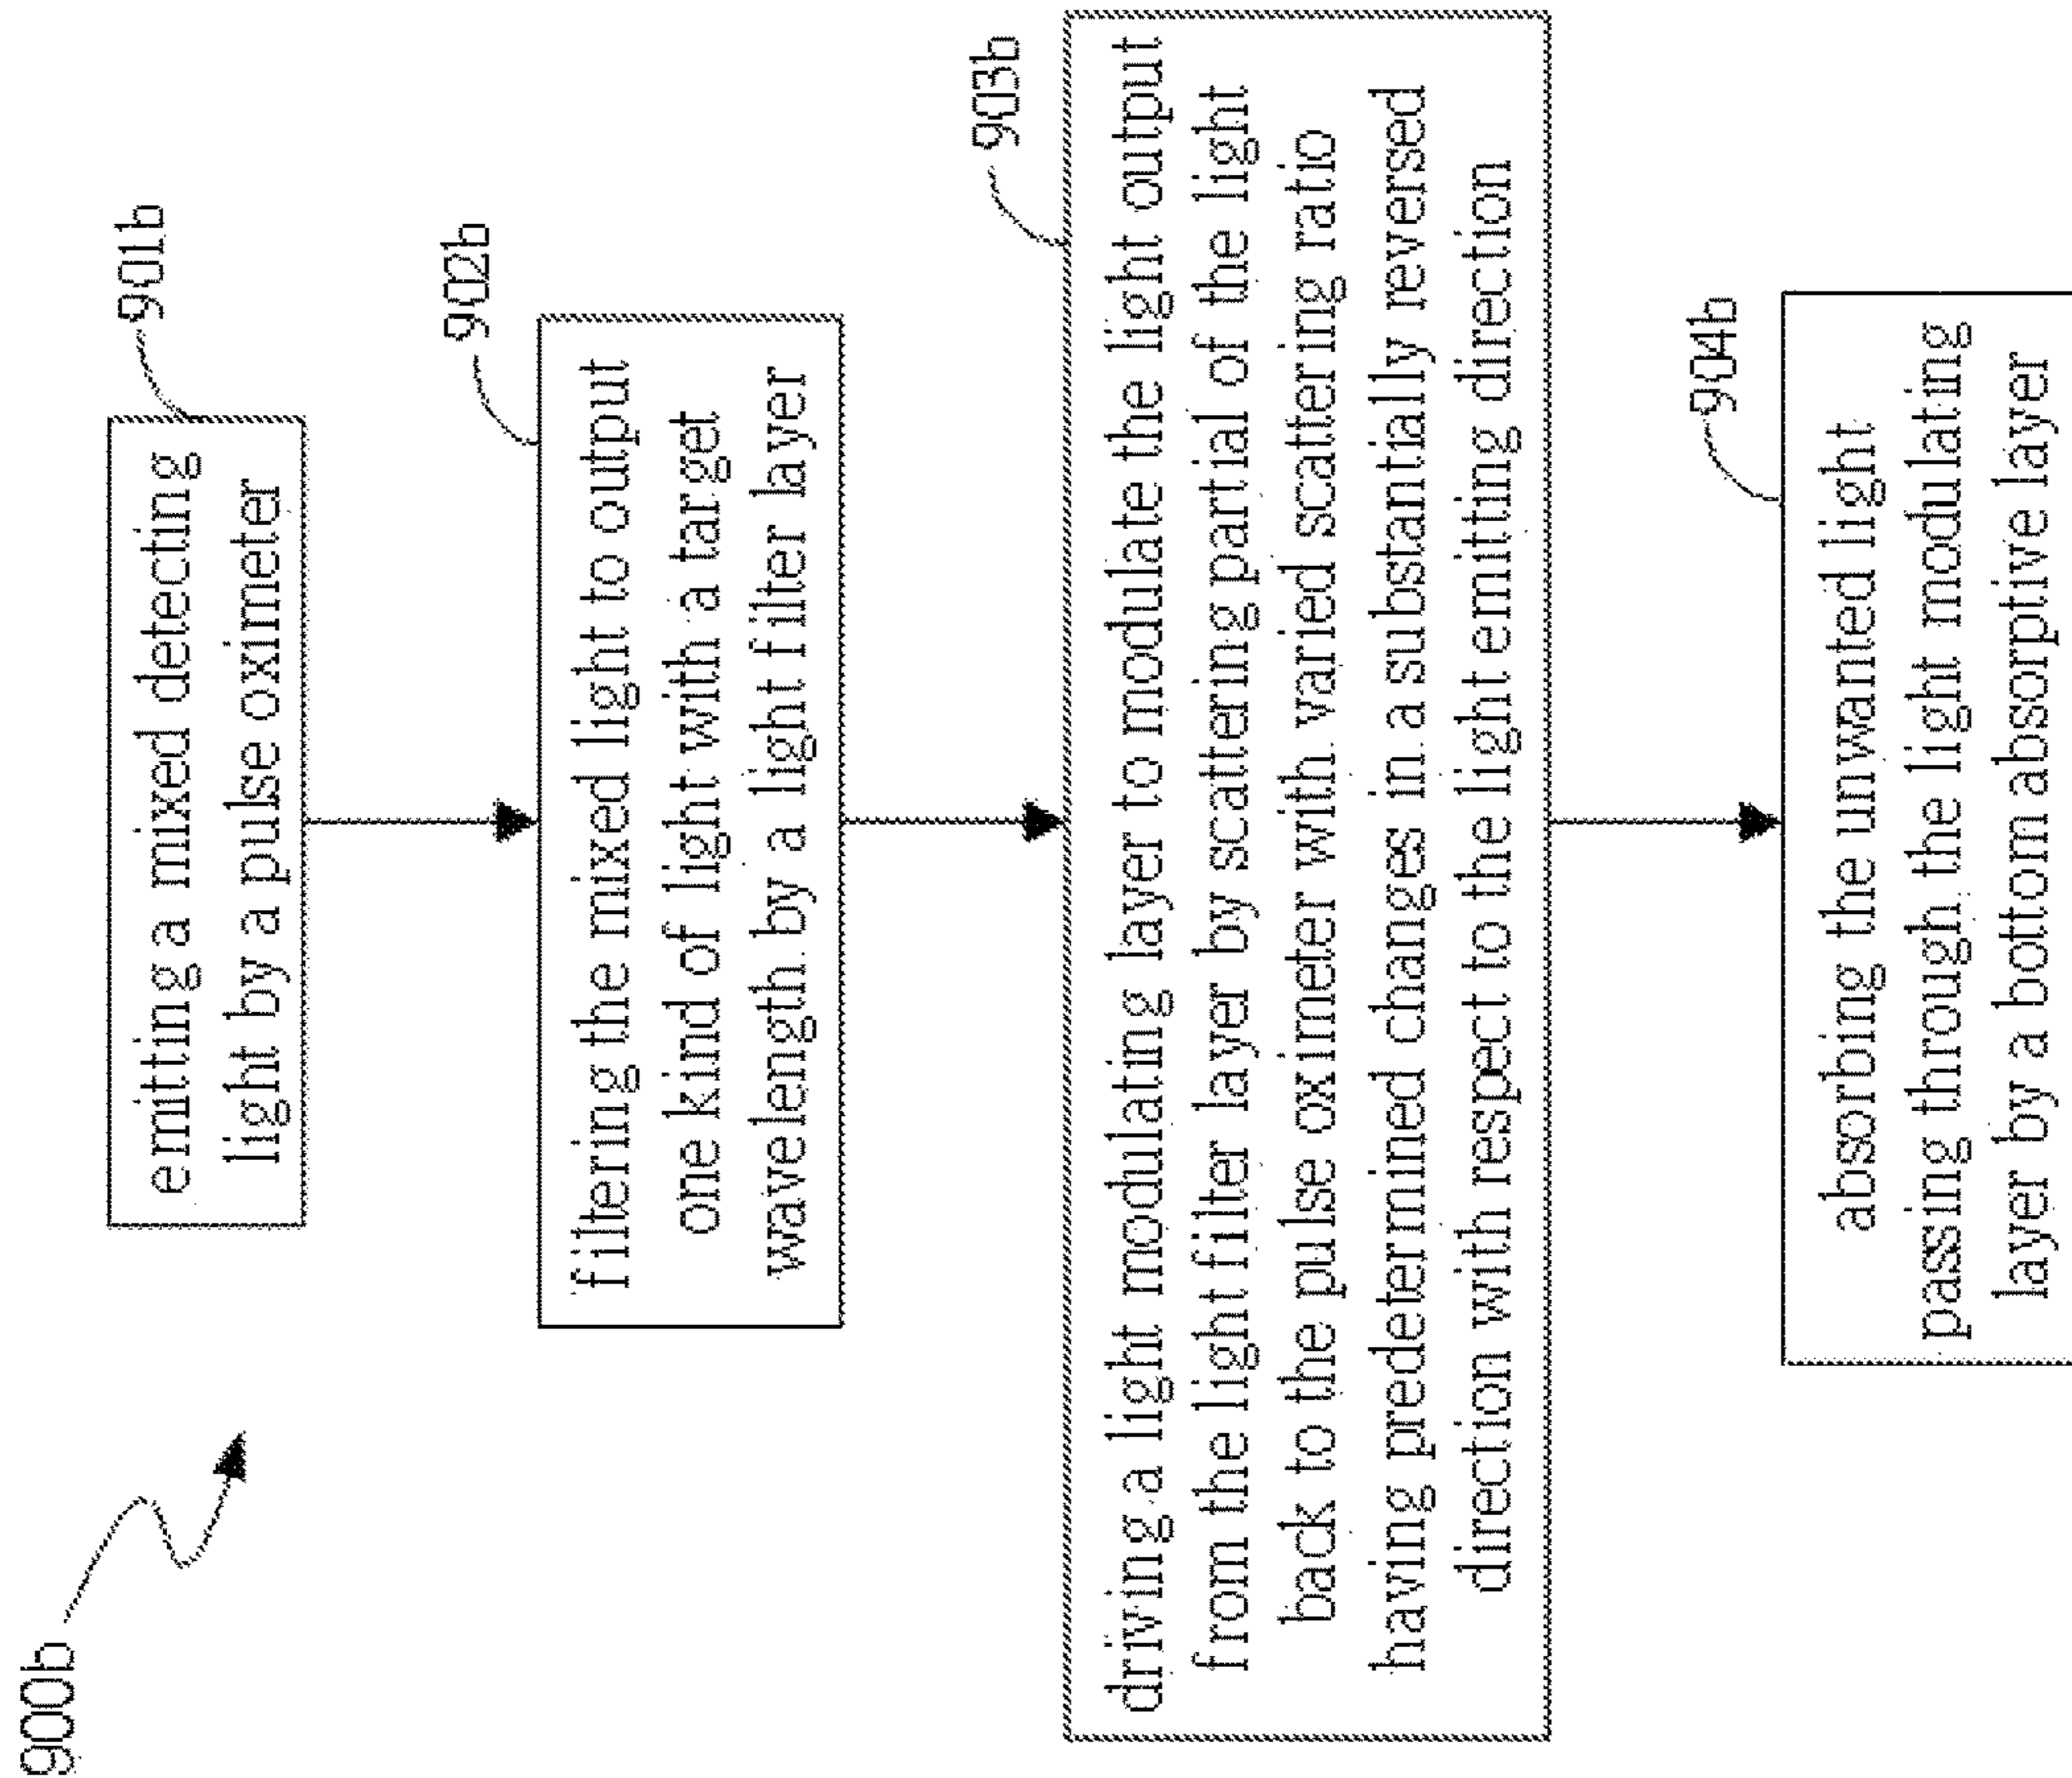 900b
901b
emitting a mixed detecting
light by a pulse oximeter
902b
filtering the mixed light to output
one kind of light with a target
wavelength by a light filter layer
903b
driving a light modulating layer to modulate the light output
from the light filter layer by scattering partial of the light
back to the pulse oximeter with varied scattering ratio
having predetermined changes in a substantially reversed
direction with respect to the light emitting direction
904b
absorbing the unwanted light
passing through the light modulating
layer by a bottom absorptive layer